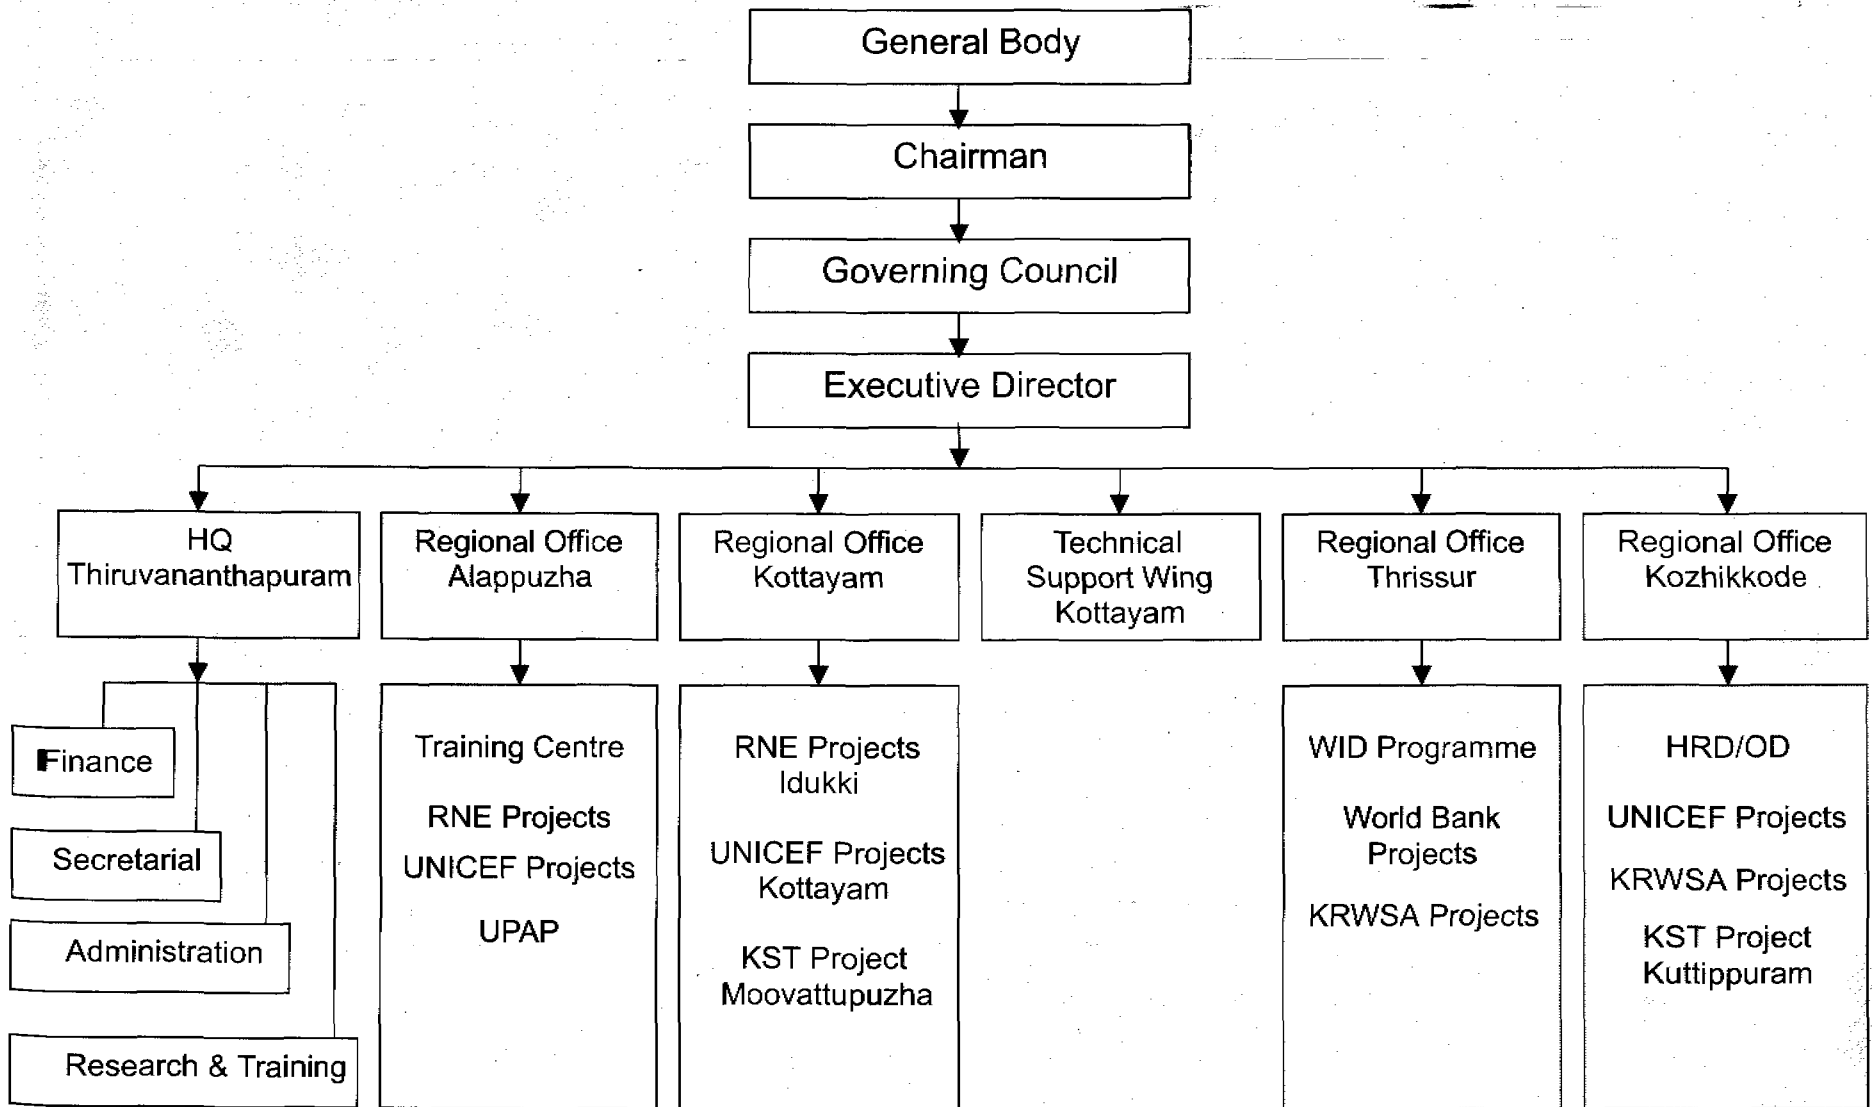 General Body
Chairman
Governing Council
Executive Director
HQ
Thiruvananthapuram
Regional Office
Alappuzha
Regional Office
Kottayam
Technical
Support Wing
Kottayam
Regional Office
Thrissur
Regional Office
Kozhikkode
Finance
Secretarial
Administration
Research & Training
Training Centre
RNE Projects
UNICEF Projects
UPAP
RNE Projects
Idukki
UNICEF Projects
Kottayam
KST Project
Moovattupuzha
WID Programme
World Bank
Projects
KRWSA Projects
HRD/OD
UNICEF Projects
KRWSA Projects
KST Project
Kuttippuram